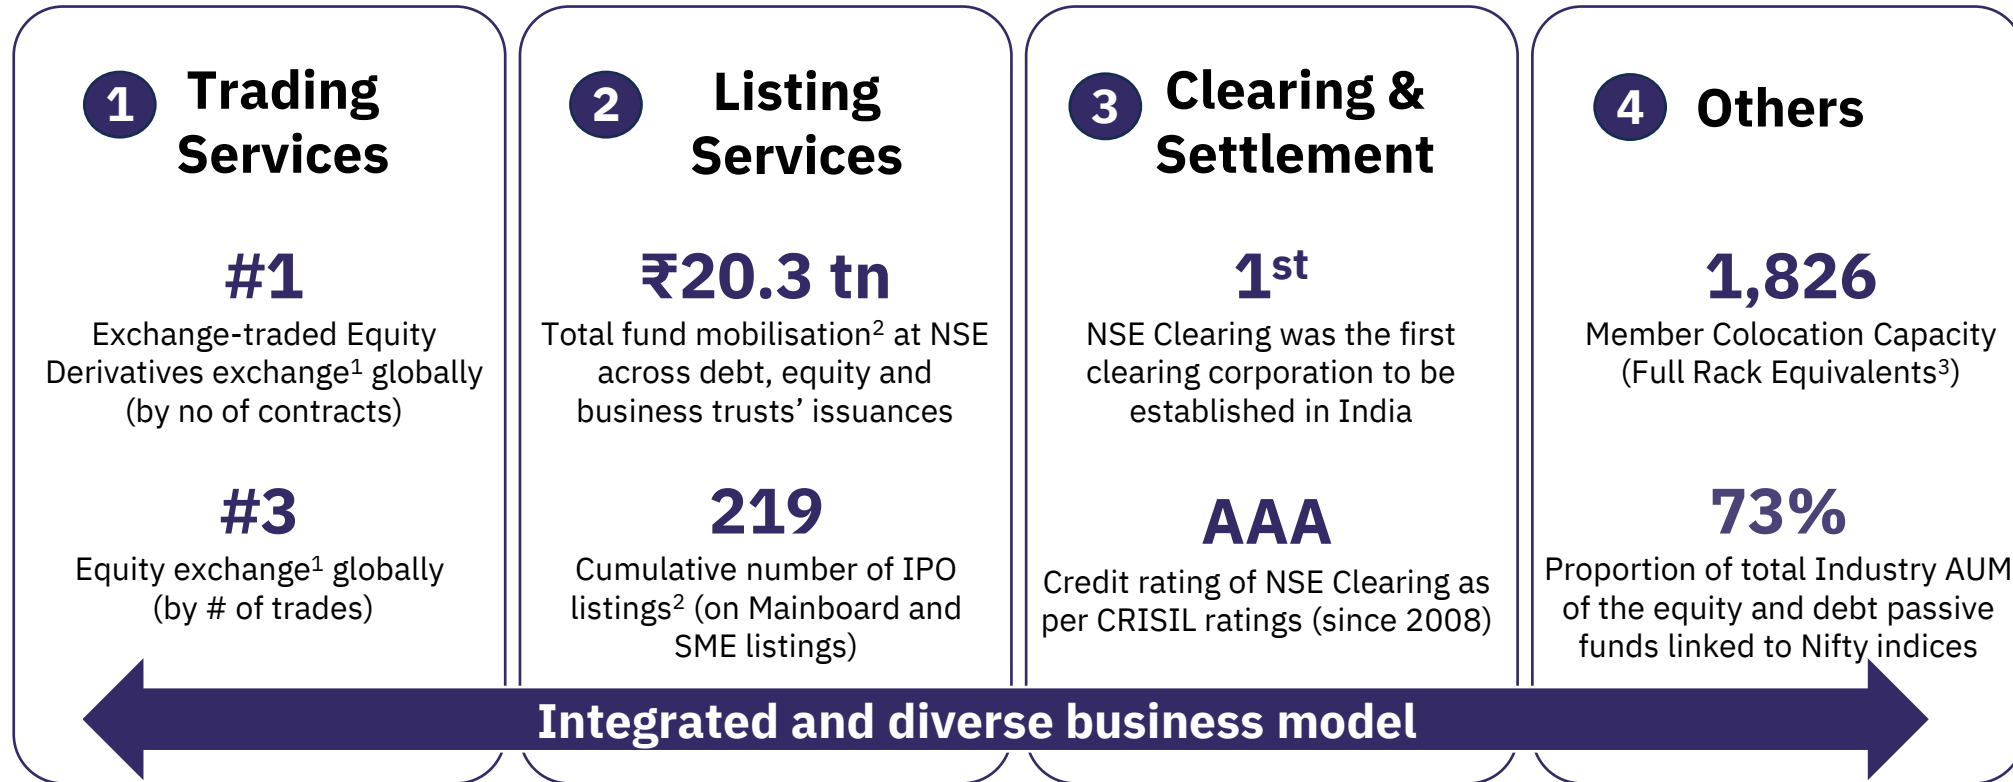 1
Trading
Services
#1
Exchange-traded Equity
Derivatives exchange¹ globally
(by no of contracts)
#3
Equity exchange¹ globally
(by # of trades)
2
Listing
Services
₹20.3 tn
Total fund mobilisation² at NSE
across debt, equity and
business trusts’ issuances
219
Cumulative number of IPO
listings² (on Mainboard and
SME listings)
3
Clearing &
Settlement
1st
NSE Clearing was the first
clearing corporation to be
established in India
AAA
Credit rating of NSE Clearing as
per CRISIL ratings (since 2008)
4
Others
1,826
Member Colocation Capacity
(Full Rack Equivalents³)
73%
Proportion of total Industry AUM
of the equity and debt passive
funds linked to Nifty indices
Integrated and diverse business model